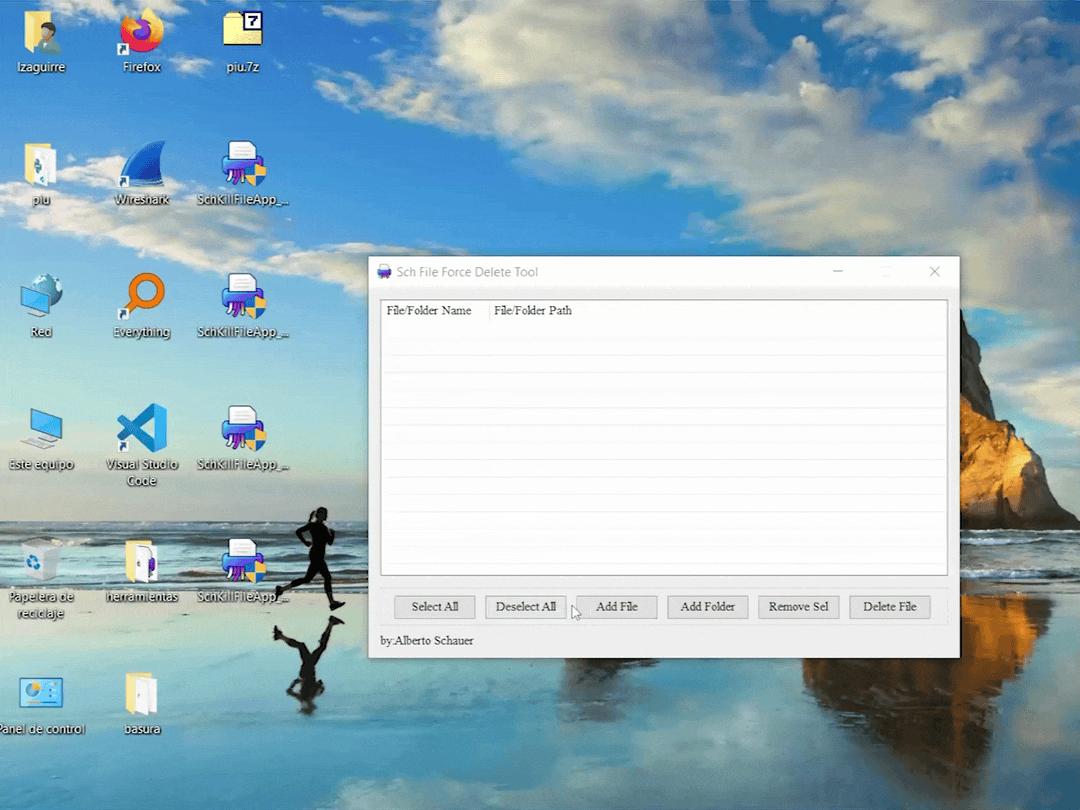 Izaguirre
Firefox
7
piu.7z
piu
Wireshark
SchKillFileApp_...
Red
Everything
SchKillFileApp_...
Este equipo
Visual Studio
Code
SchKillFileApp_...
Papelera de
reciclaje
herramientas
SchKillFileApp_...
Panel de control
basura
Sch File Force Delete Tool
File/Folder Name
File/Folder Path
Select All
Deselect All
Add File
Add Folder
Remove Sel
Delete File
by:Alberto Schauer